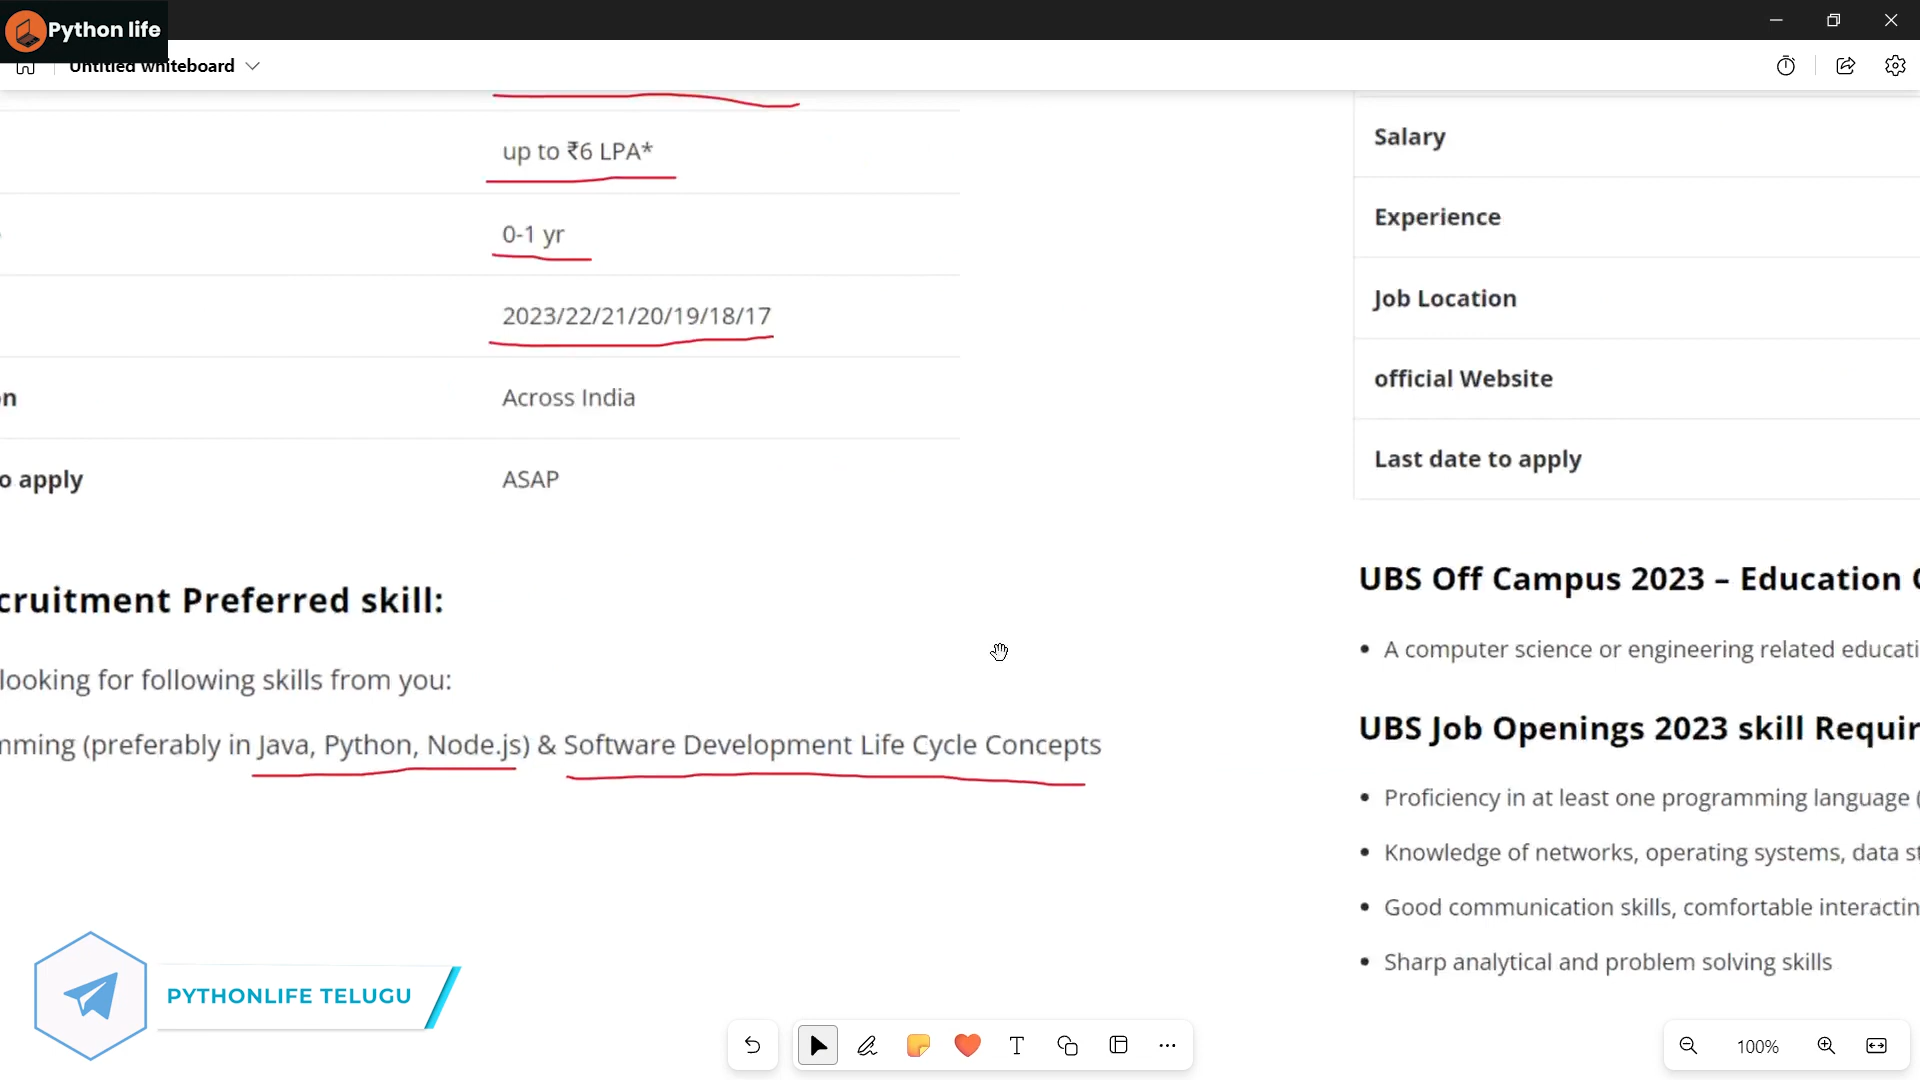 Python life
Untitled whiteboard
up to ₹6 LPA*
0-1 yr
2023/22/21/20/19/18/17
on
Across India
o apply
ASAP
cruitment Preferred skill:
looking for following skills from you:
mming (preferably in Java, Python, Node.js) & Software Development Life Cycle Concepts
Salary
Experience
Job Location
official Website
Last date to apply
UBS Off Campus 2023 – Education
A computer science or engineering related educati
UBS Job Openings 2023 skill Requir
• Proficiency in at least one programming language (
• Knowledge of networks, operating systems, data st
• Good communication skills, comfortable interactin
• Sharp analytical and problem solving skills
PYTHONLIFE TELUGU
100%